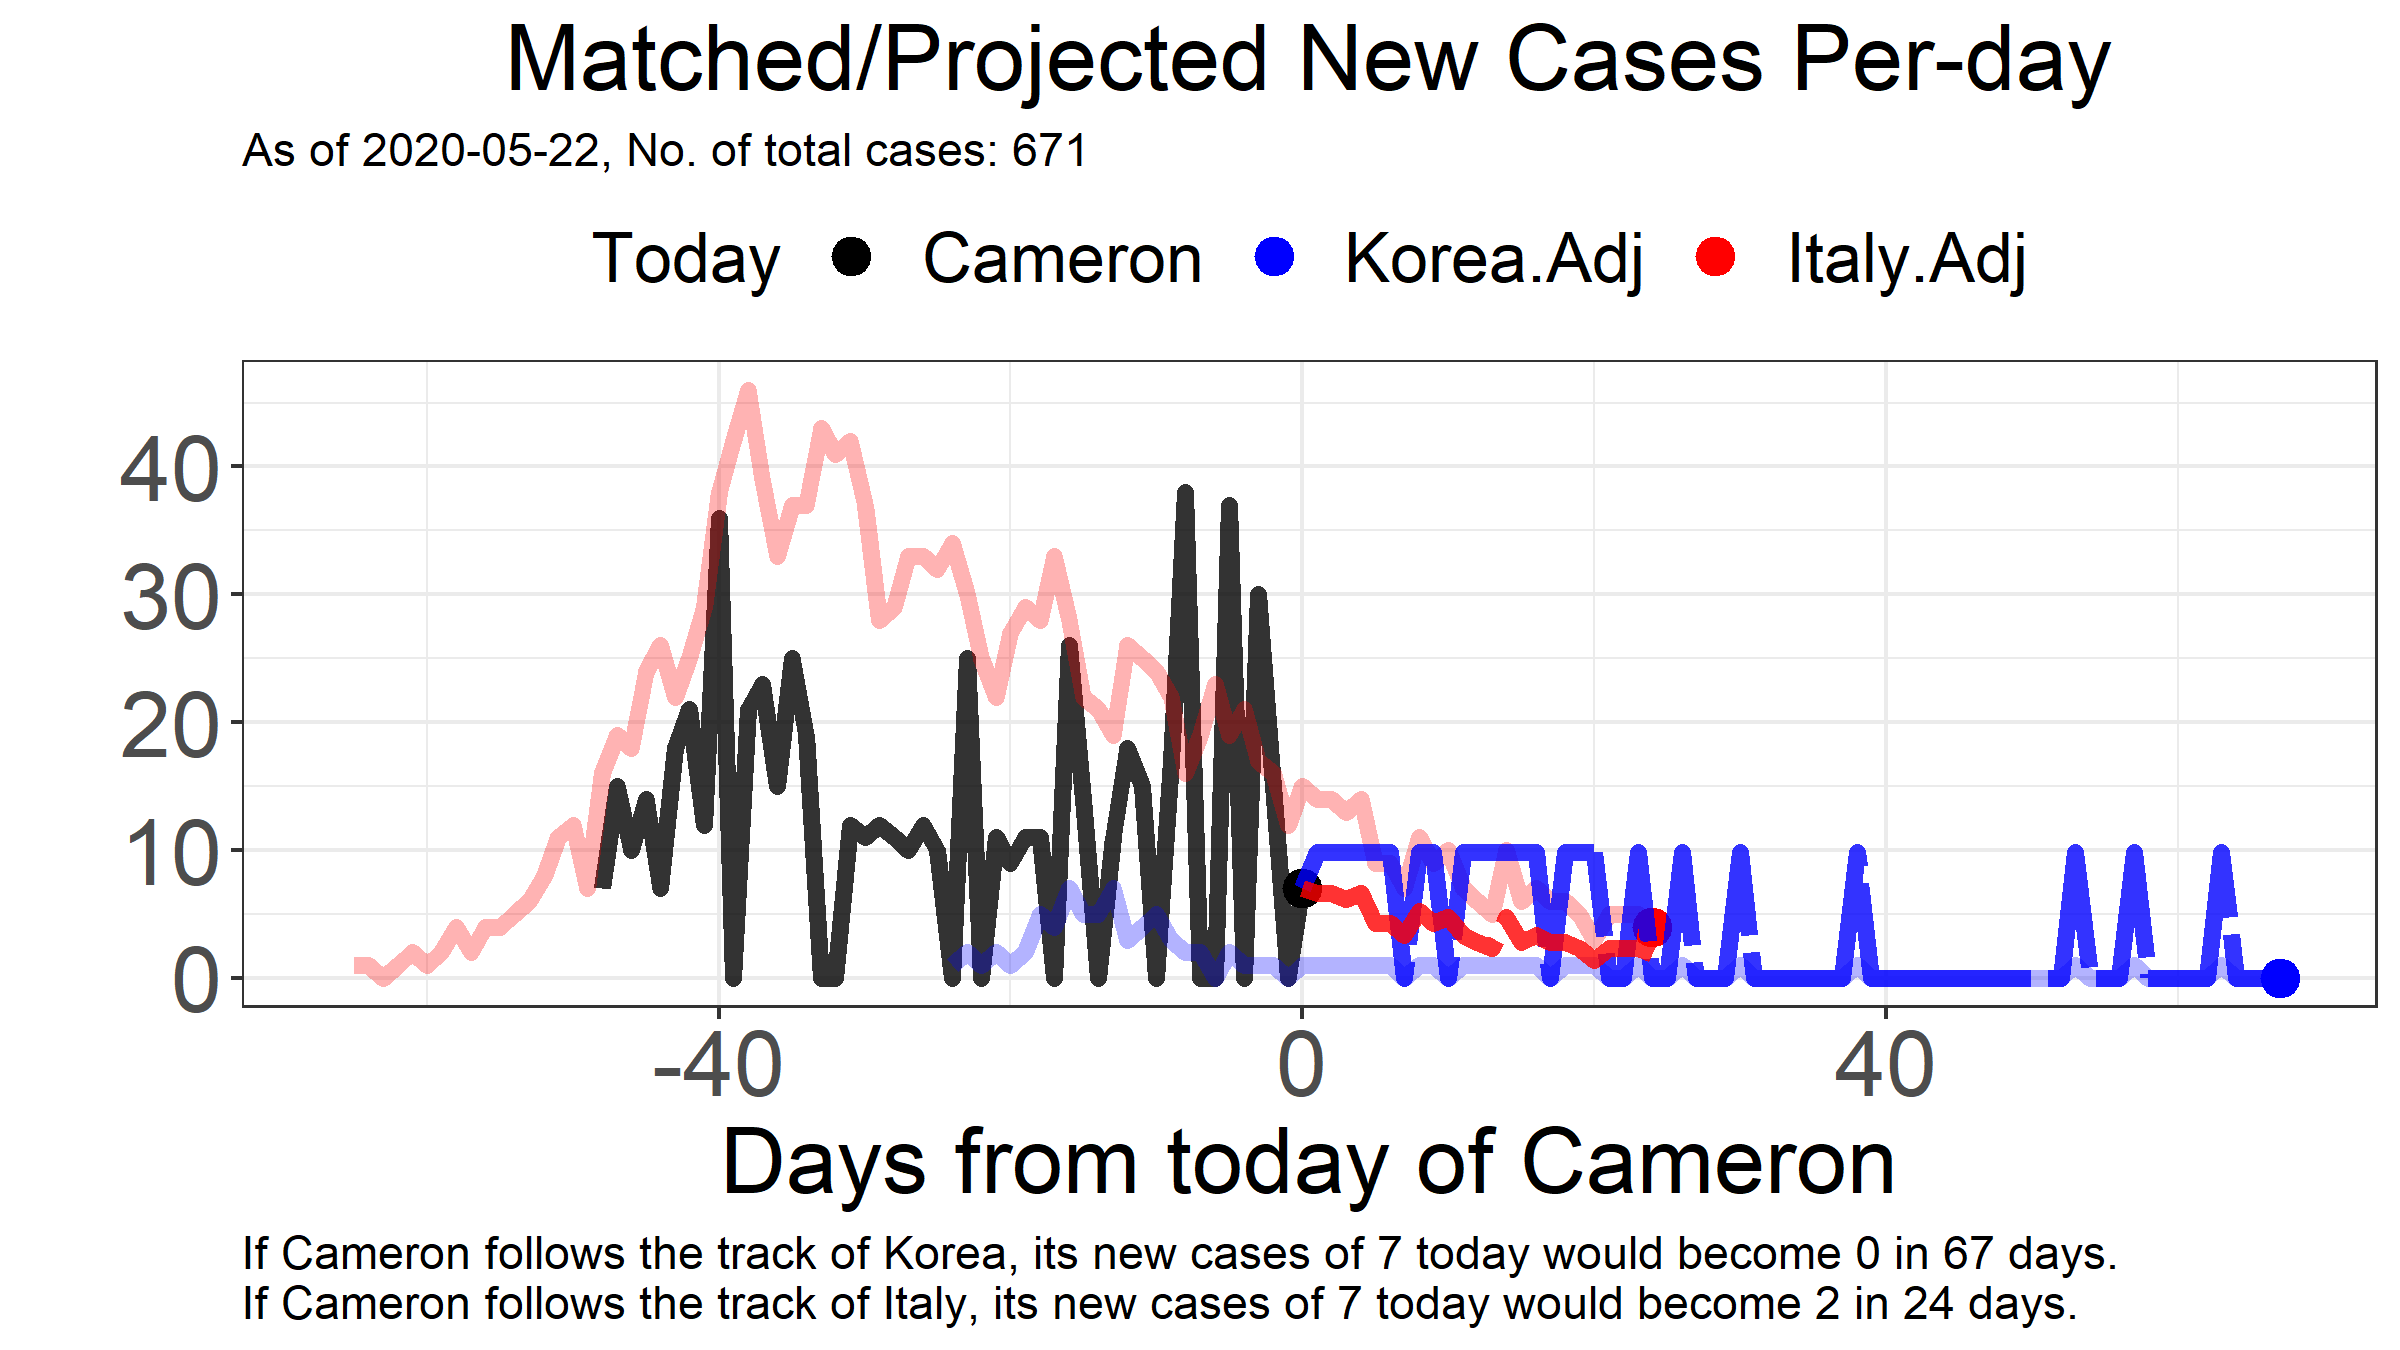 Matched/Projected New Cases Per-day
As of 2020-05-22, No. of total cases: 671
Today Cameron Korea.Adj Italy.Adj
40
30
20
10
0
-40 0 40
Days from today of Cameron
If Cameron follows the track of Korea, its new cases of 7 today would become 0 in 67 days.
If Cameron follows the track of Italy, its new cases of 7 today would become 2 in 24 days.